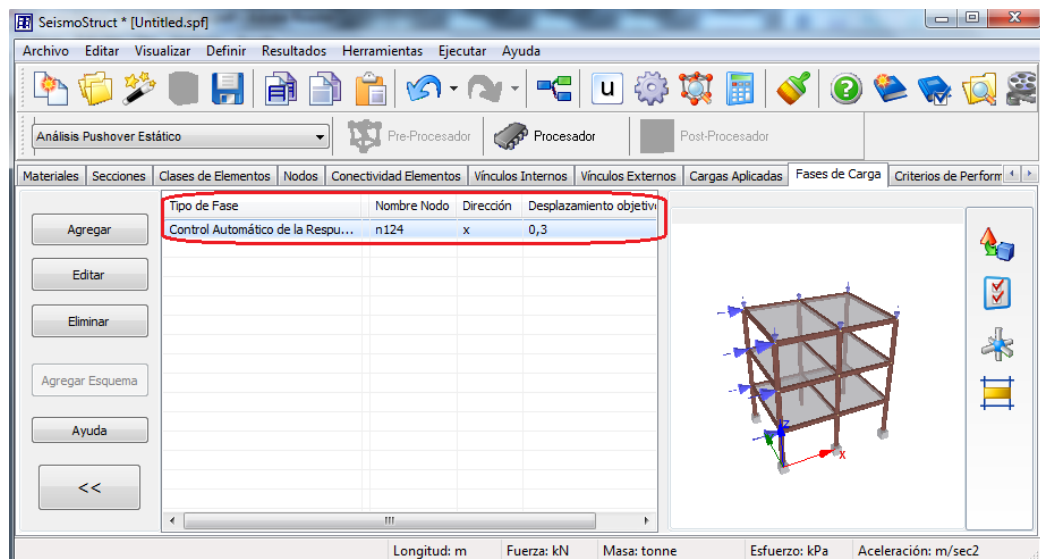 SeismoStruct * [Untitled.spf]
Archivo Editar Visualizar Definir Resultados Herramientas Ejecutar Ayuda
u
Análisis Pushover Estático Pre-Procesador Procesador Post-Procesador
Materiales Secciones Clases de Elementos Nodos Conectividad Elementos Vínculos Internos Vínculos Externos Cargas Aplicadas Fases de Carga Criterios de Perform
Tipo de Fase Nombre Nodo Dirección Desplazamiento objetiv
Control Automático de la Respu... n124 x 0,3
Agregar
Editar
Eliminar
Agregar Esquema
Ayuda
<<
z
x
Longitud: m Fuerza: kN Masa: tonne Esfuerzo: kPa Aceleración: m/sec2